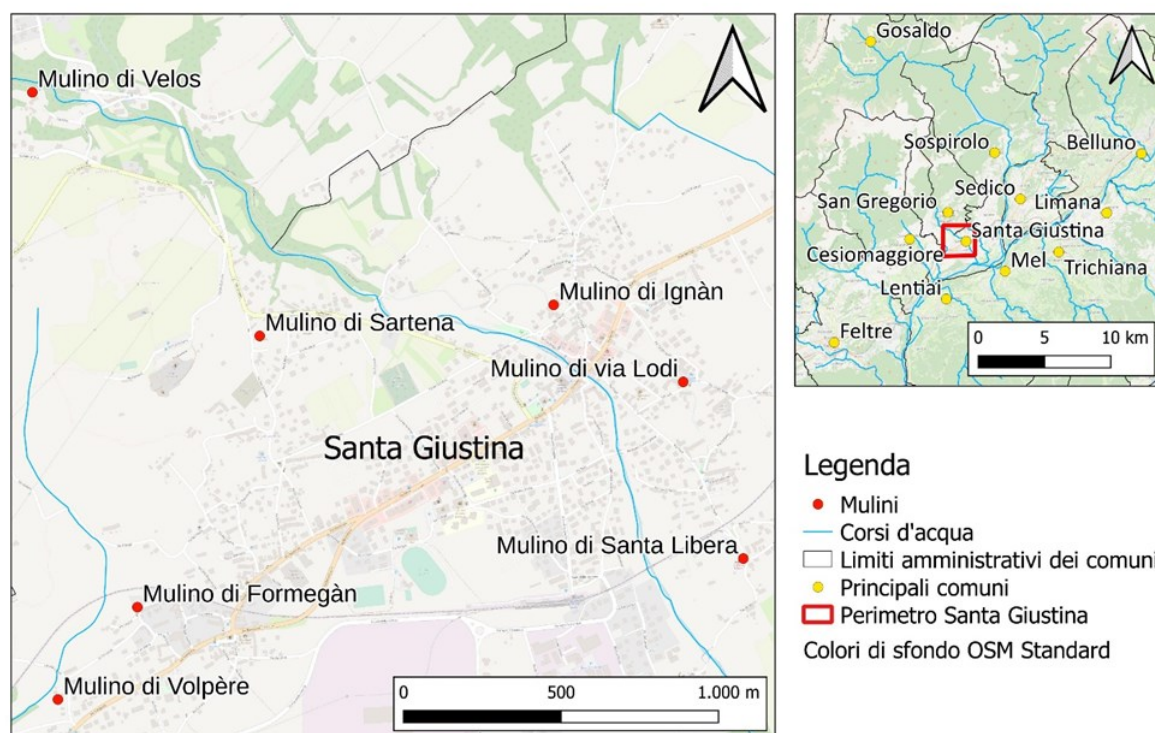 Mulino di Velos
Mulino di Ignàn
Mulino di Sartena
Mulino di via Lodi
Santa Giustina
Mulino di Santa Libera
Mulino di Formegàn
Mulino di Volpère
0 500 1.000 m
Gosaldo
Sospirolo
Belluno
Sedico
San Gregorio
Limana
Santa Giustina
Cesiomaggiore
Mel
Trichiana
Lentiai
Feltre
0 5 10 km
Legenda
Mulini
Corsi d'acqua
Limiti amministrativi dei comuni
Principali comuni
Perimetro Santa Giustina
Colori di sfondo OSM Standard